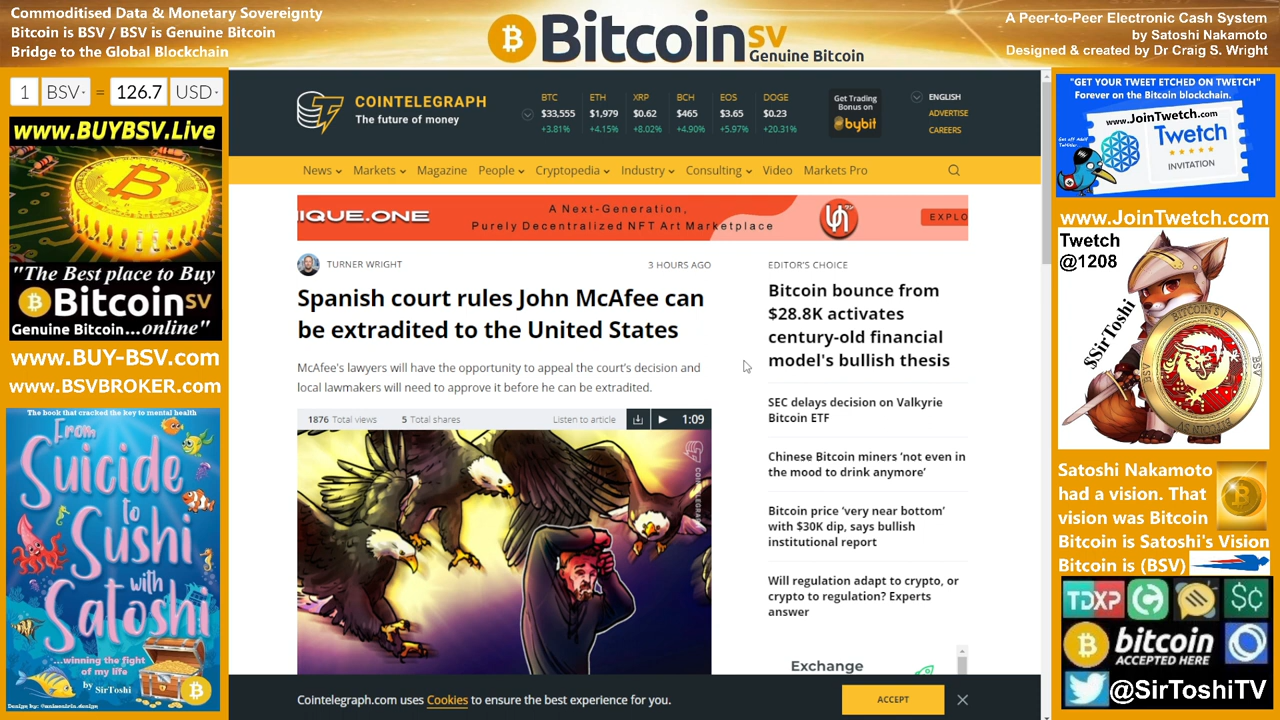 Commoditised Data & Monetary Sovereignty
Bitcoin is BSV / BSV is Genuine Bitcoin
Bridge to the Global Blockchain
Bitcoin SV
Genuine Bitcoin
A Peer-to-Peer Electronic Cash System
by Satoshi Nakamoto
Designed & created by Dr Craig S. Wright
1 BSV = 126.7 USD
www.BUYBSV.Live
"The Best place to Buy
Bitcoin SV
Genuine Bitcoin...online"
www.BUY-BSV.com
www.BSVBROKER.com
The book that cracked the key to mental health
From
Suicide
to
Sushi
with
Satoshi
...winning the fight
of my life
by SirToshi
Design by: @animeniria.design
COINTELEGRAPH
The future of money
BTC ETH XRP BCH EOS DOGE
$33,555 $1,979 $0.62 $465 $3.65 $0.23
+3.81% +4.15% +8.02% +4.90% +5.97% +20.31%
Get Trading
Bonus on
bybit
ENGLISH
ADVERTISE
CAREERS
News Markets Magazine People Cryptopedia Industry Consulting Video Markets Pro
IQUE.ONE
A Next-Generation,
Purely Decentralized NFT Art Marketplace
EXPLO
TURNER WRIGHT
3 HOURS AGO
Spanish court rules John McAfee can
be extradited to the United States
McAfee's lawyers will have the opportunity to appeal the court's decision and
local lawmakers will need to approve it before he can be extradited.
1876 Total views 5 Total shares Listen to article 1:09
COINTELEGRAPH
EDITOR'S CHOICE
Bitcoin bounce from
$28.8K activates
century-old financial
model's bullish thesis
SEC delays decision on Valkyrie
Bitcoin ETF
Chinese Bitcoin miners ‘not even in
the mood to drink anymore’
Bitcoin price ‘very near bottom’
with $30K dip, says bullish
institutional report
Will regulation adapt to crypto, or
crypto to regulation? Experts
answer
Exchange
Cointelegraph.com uses Cookies to ensure the best experience for you.
ACCEPT
"GET YOUR TWEET ETCHED ON TWETCH"
Forever on the Bitcoin blockchain.
www.JoinTwetch.com
Twetch
INVITATION
www.JoinTwetch.com
Twetch
@1208
$SirToshi
BITCOIN SV
BSV
BSV
BITCOIN SV
Satoshi Nakamoto
had a vision. That
vision was Bitcoin
Bitcoin is Satoshi's Vision
Bitcoin is (BSV)
TDXP
bitcoin
ACCEPTED HERE
@SirToshiTV